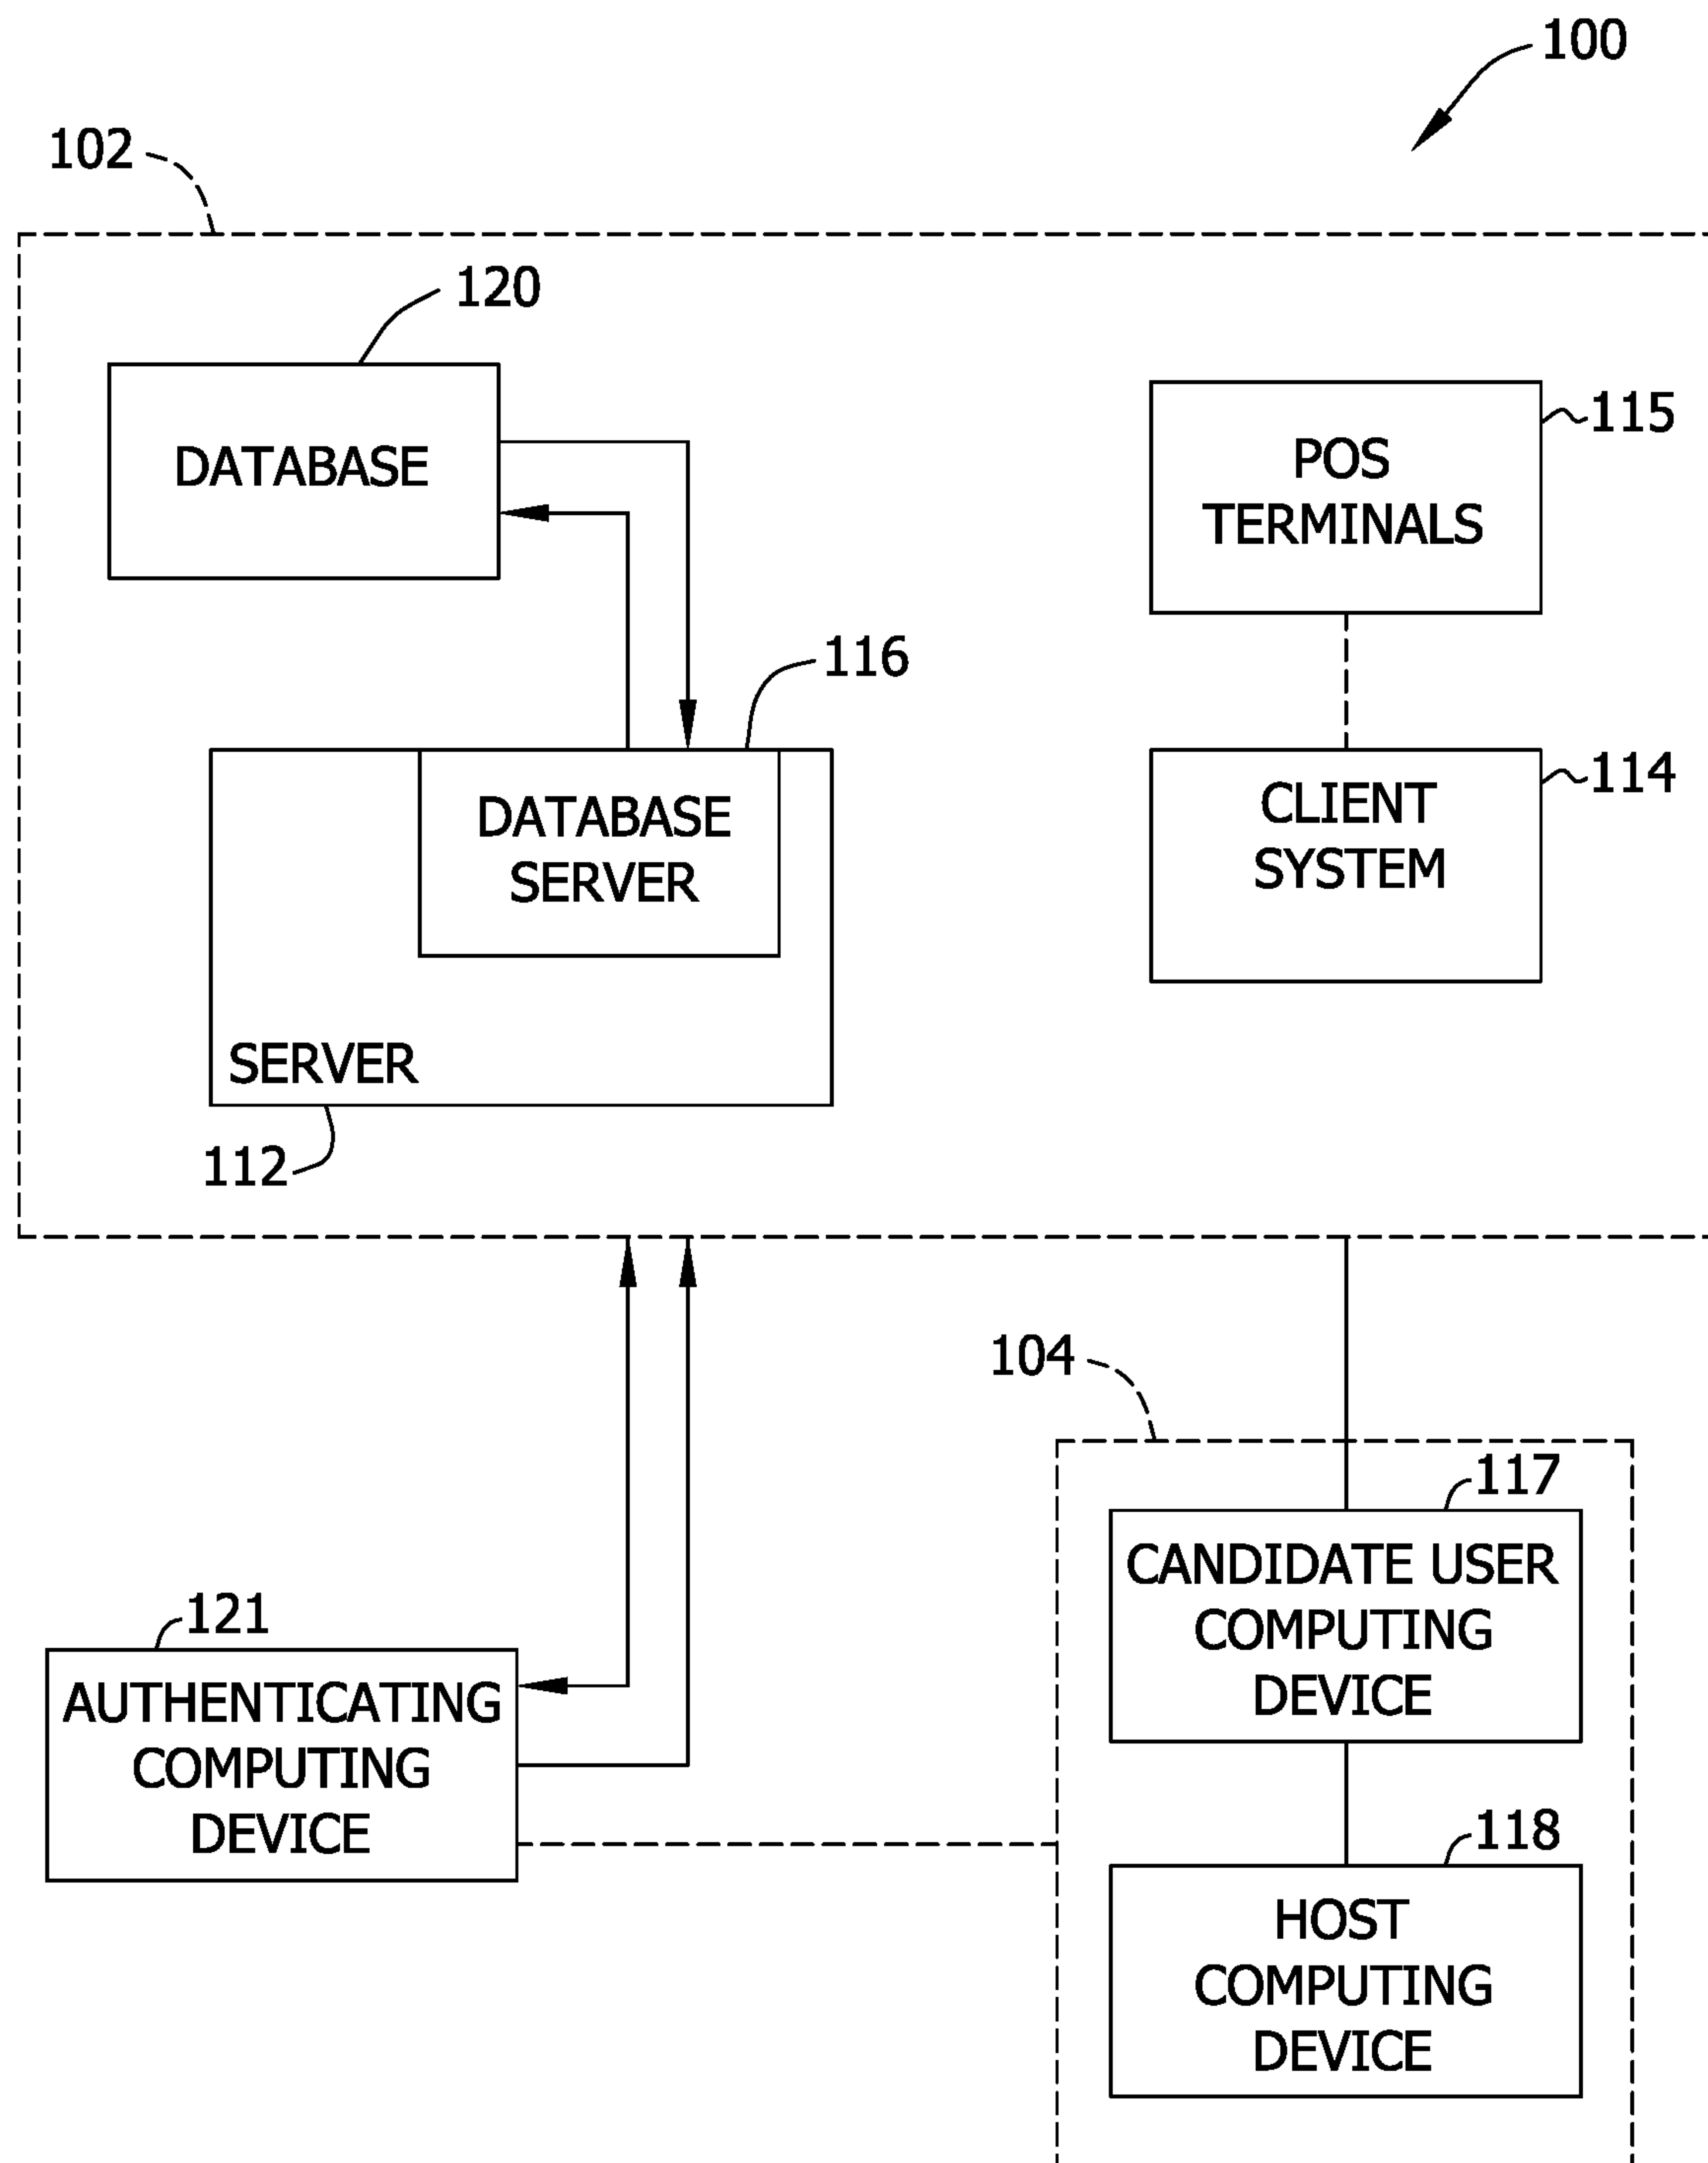 100
102
120
DATABASE
115
POS
TERMINALS
116
DATABASE
SERVER
114
CLIENT
SYSTEM
SERVER
112
104
117
CANDIDATE USER
COMPUTING
DEVICE
121
AUTHENTICATING
COMPUTING
DEVICE
118
HOST
COMPUTING
DEVICE